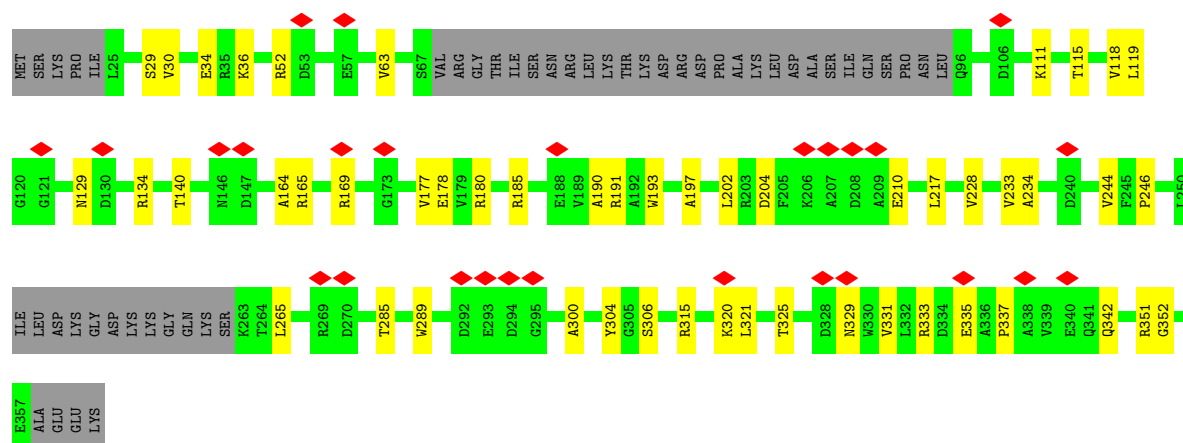 MET SER LYS PRO ILE L25 S29 V30 E34 R35 K36 R52 D53 E57 V63 S67 VAL ARG GLY THR ILE SER ASN ARG LEU LYS THR LYS ASP ARG ASP PRO ALA LYS LEU ASP ALA SER ILE GLN SER PRO ASN LEU Q96 D106 K111 T115 V118 L119
G120 G121 N129 D130 R134 T140 N146 D147 A164 R165 R169 G173 V177 E178 V179 R180 R185 E188 V189 A190 R191 A192 W193 A197 L202 R203 D204 F205 K206 A207 D208 A209 E210 L217 V228 V233 A234 D240 V244 F245 P246 L250
ILE LEU ASP LYS GLY ASP LYS LYS GLY GLN LYS SER K263 T264 L265 R269 D270 T285 W289 D292 E293 D294 G295 A300 Y304 G305 S306 R315 K320 L321 T325 D328 N329 W330 V331 L332 R333 D334 E335 A336 P337 A338 V339 E340 Q341 Q342 R351 G352
E357 ALA GLU GLU LYS